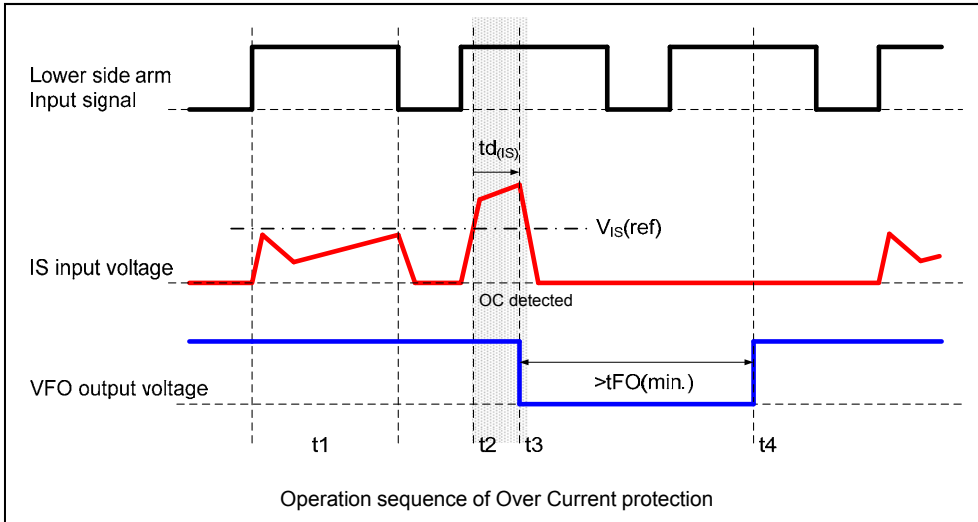 Lower side arm
Input signal
td(IS)
VIS(ref)
IS input voltage
OC detected
>tFO(min.)
VFO output voltage
t1
t2
t3
t4
Operation sequence of Over Current protection